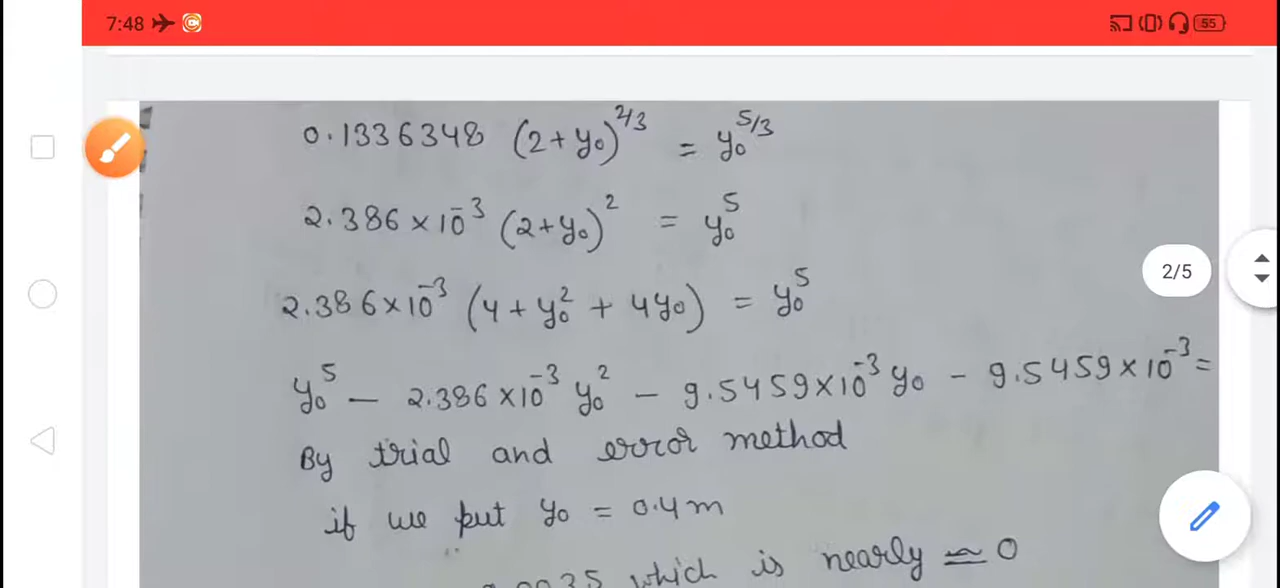 7:48 55
0.1336348 (2+y₀)^2/3 = y₀^5/3
2.386×10⁻³ (2+y₀)² = y₀⁵
2/5
2.386×10⁻³ (4+y₀² + 4y₀) = y₀⁵
y₀⁵ − 2.386×10⁻³ y₀² − 9.5459×10⁻³ y₀ − 9.5459×10⁻³ =
By trial and error method
if we put y₀ = 0.4m
which is nearly ≃ 0